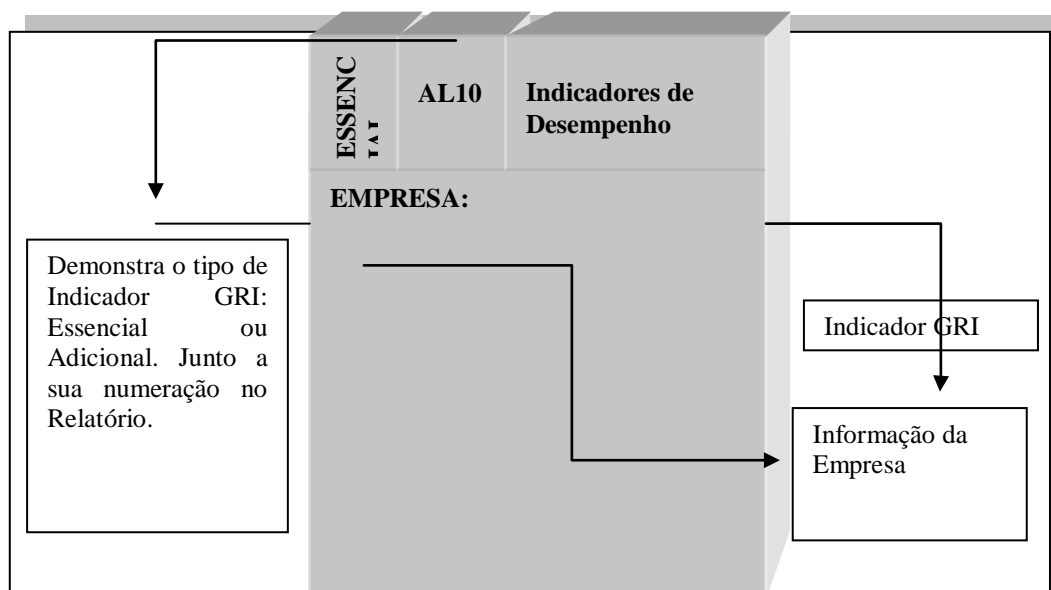 ESSENC
AL10
Indicadores de
Desempenho
EMPRESA:
Demonstra o tipo de
Indicador GRI:
Essencial ou
Adicional. Junto a
sua numeração no
Relatório.
Indicador GRI
Informação da
Empresa